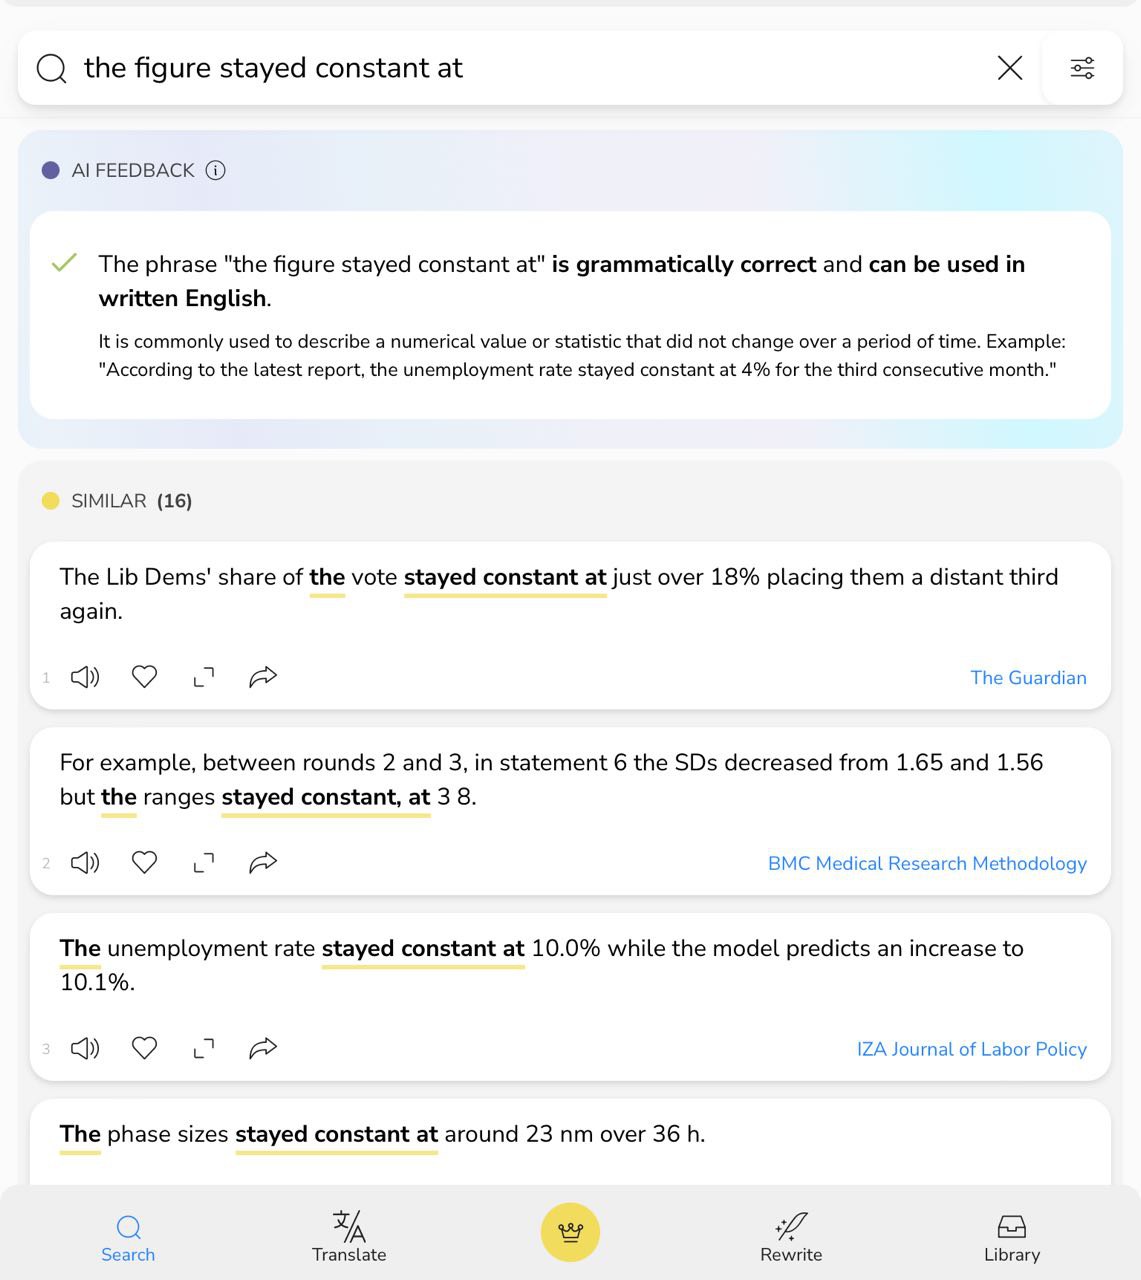 the figure stayed constant at
AI FEEDBACK
The phrase "the figure stayed constant at" is grammatically correct and can be used in
written English.
It is commonly used to describe a numerical value or statistic that did not change over a period of time. Example:
"According to the latest report, the unemployment rate stayed constant at 4% for the third consecutive month."
SIMILAR (16)
The Lib Dems' share of the vote stayed constant at just over 18% placing them a distant third
again.
1
The Guardian
For example, between rounds 2 and 3, in statement 6 the SDs decreased from 1.65 and 1.56
but the ranges stayed constant, at 3 8.
2
BMC Medical Research Methodology
The unemployment rate stayed constant at 10.0% while the model predicts an increase to
10.1%.
3
IZA Journal of Labor Policy
The phase sizes stayed constant at around 23 nm over 36 h.
Search
Translate
Rewrite
Library